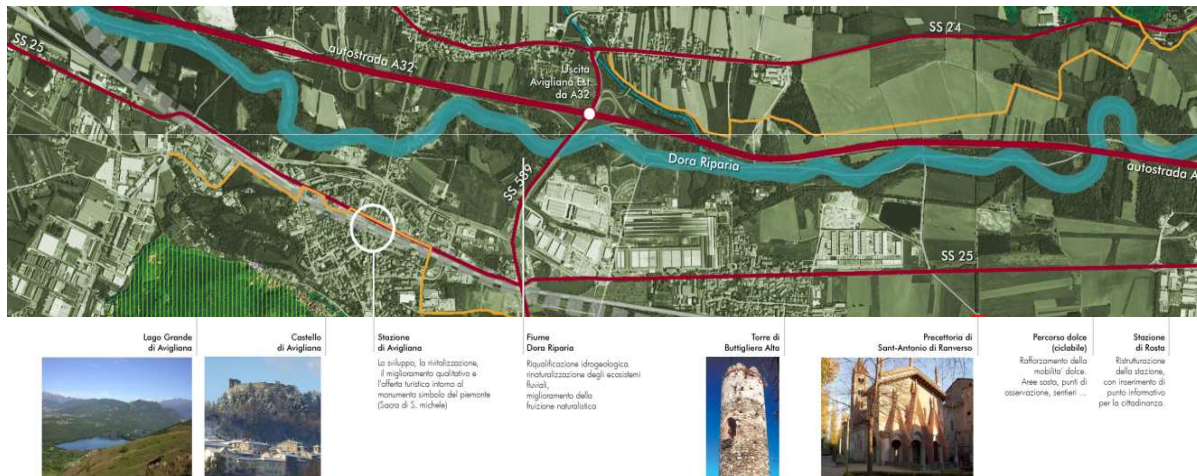 SS 25
autostrada A32
Uscita
Avigliana Est
da A32
SS 24
SS 589
Dora Riparia
autostrada A
SS 25
Lago Grande
di Avigliana
Castello
di Avigliana
Stazione
di Avigliana
Lo sviluppo, la rivitalizzazione,
il miglioramento qualitativo e
l'offerta turistica intorno al
monumento simbolo del piemonte
(Sacra di S. michele)
Fiume
Dora Riparia
Riqualificazione idrogeologica.
rinaturalizzazione degli ecosistemi
fluviali,
miglioramento della
fruizione naturalistica
Torre di
Buttigliera Alta
Precettoria di
Sant-Antonio di Ranverso
Percorso dolce
(ciclabile)
Rafforzamento della
mobilita' dolce.
Aree sosta, punti di
osservazione, sentieri ...
Stazione
di Rosta
Ristrutturazione
della stazione,
con inserimento di
punto informativo
per la cittadinanza.